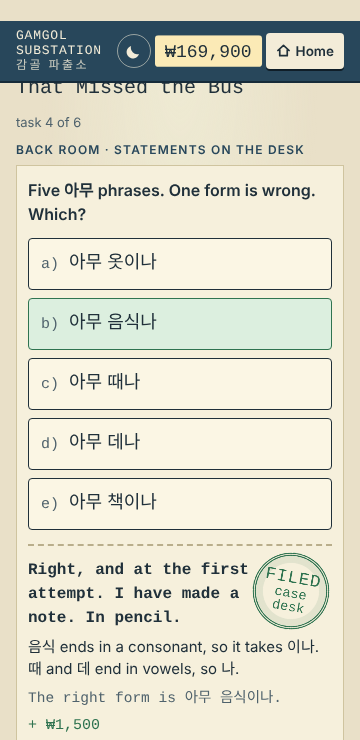 GAMGOL
SUBSTATION
감골 파출소
₩169,900
Home
That Missed the Bus
task 4 of 6
BACK ROOM · STATEMENTS ON THE DESK
Five 아무 phrases. One form is wrong.
Which?
a) 아무 옷이나
b) 아무 음식나
c) 아무 때나
d) 아무 데나
e) 아무 책이나
Right, and at the first
attempt. I have made a
note. In pencil.
FILED
case
desk
음식 ends in a consonant, so it takes 이나.
때 and 데 end in vowels, so 나.
The right form is 아무 음식이나.
+ ₩1,500